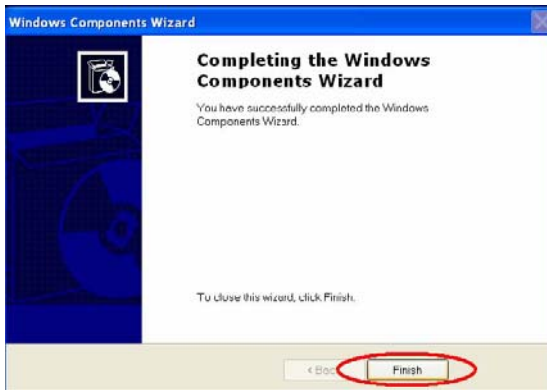 Windows Components Wizard
Completing the Windows
Components Wizard
You have successfully completed the Windows
Components Wizard.
To close this wizard, click Finish.
< Back
Finish